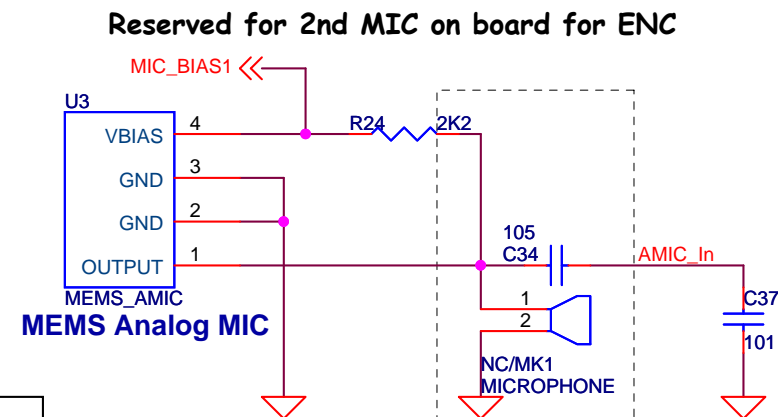 Reserved for 2nd MIC on board for ENC
MIC_BIAS1
U3
VBIAS 4
R24 2K2
GND 3
GND 2
OUTPUT 1
MEMS_AMIC
MEMS Analog MIC
105
C34
AMIC_In
1
2
NC/MK1
MICROPHONE
C37
101